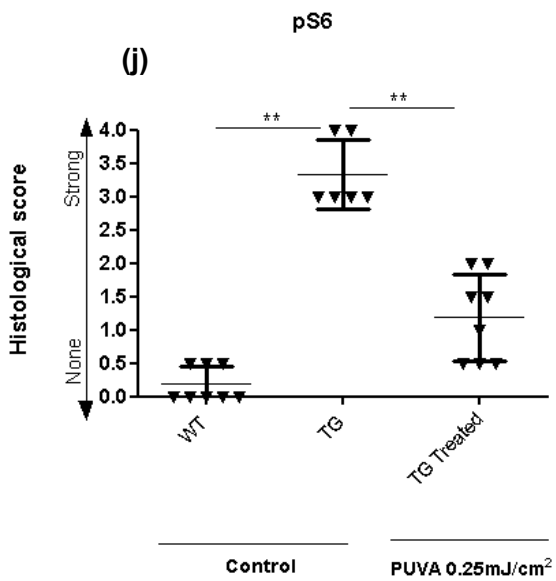 pS6
(j)
**
**
Histological score
Strong
None
4.0
3.5
3.0
2.5
2.0
1.5
1.0
0.5
0.0
WT
TG
TG Treated
Control
PUVA 0.25mJ/cm²